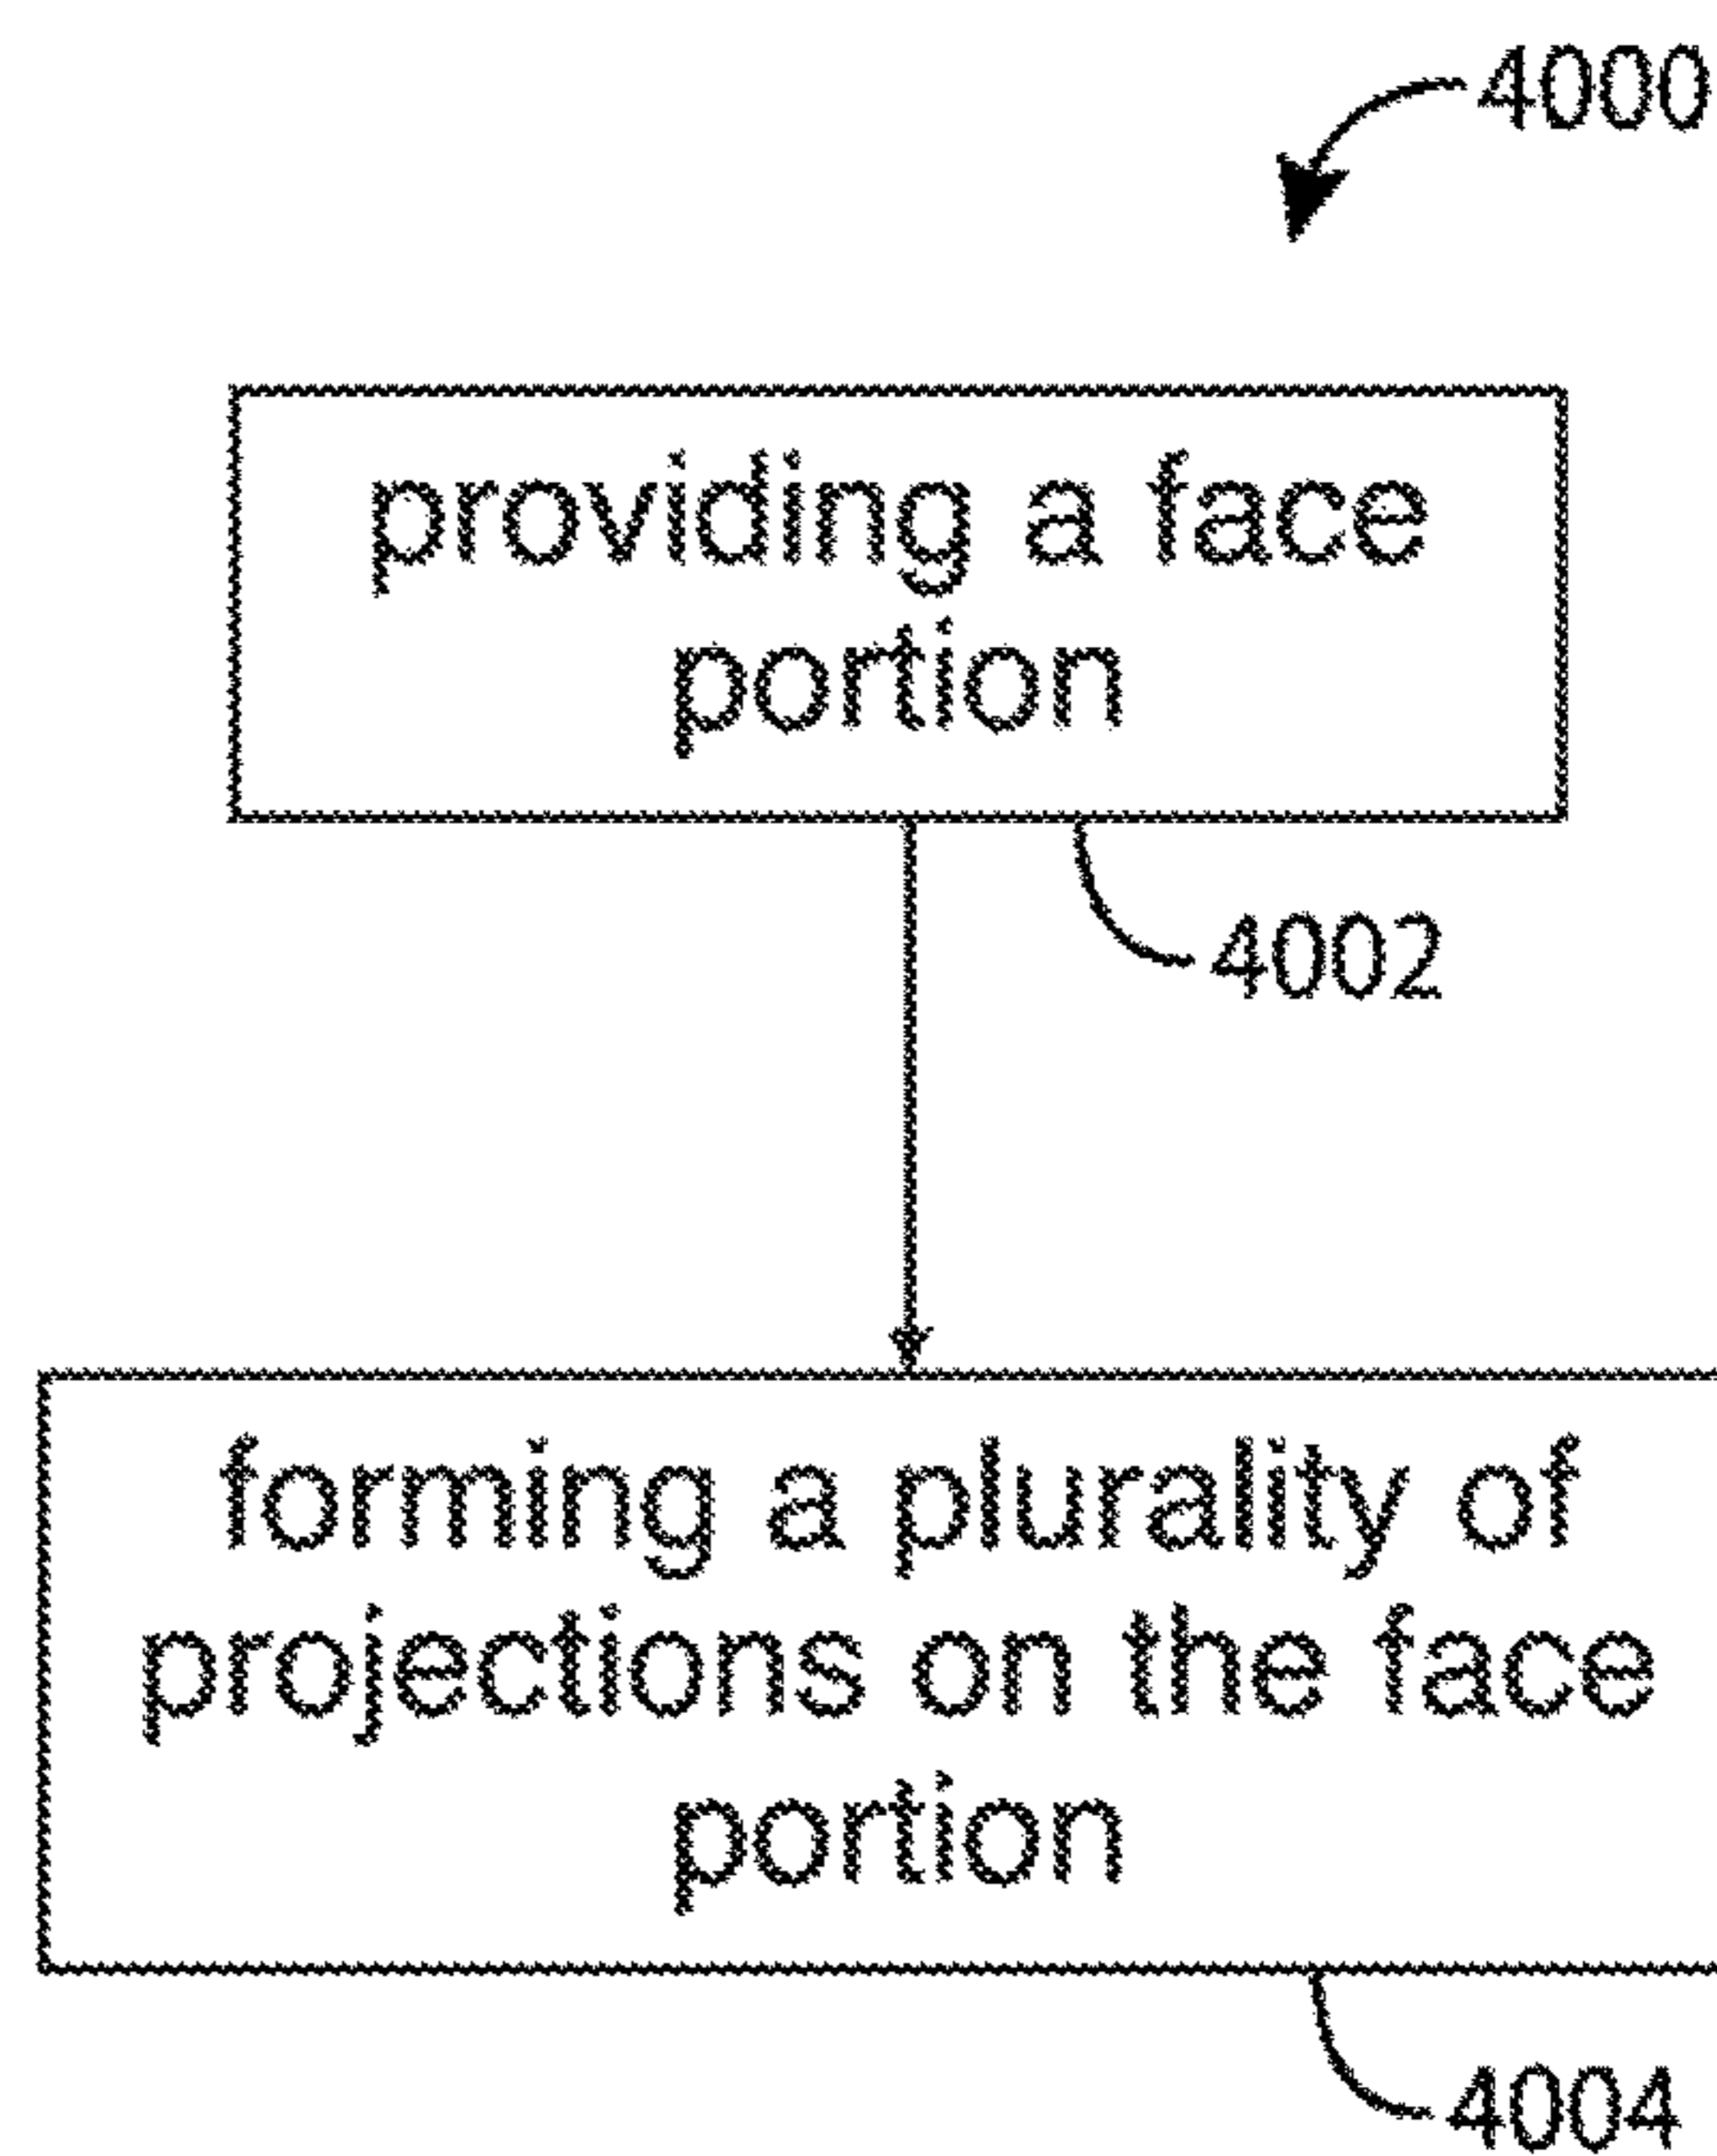 4000
providing a face
portion
4002
forming a plurality of
projections on the face
portion
4004